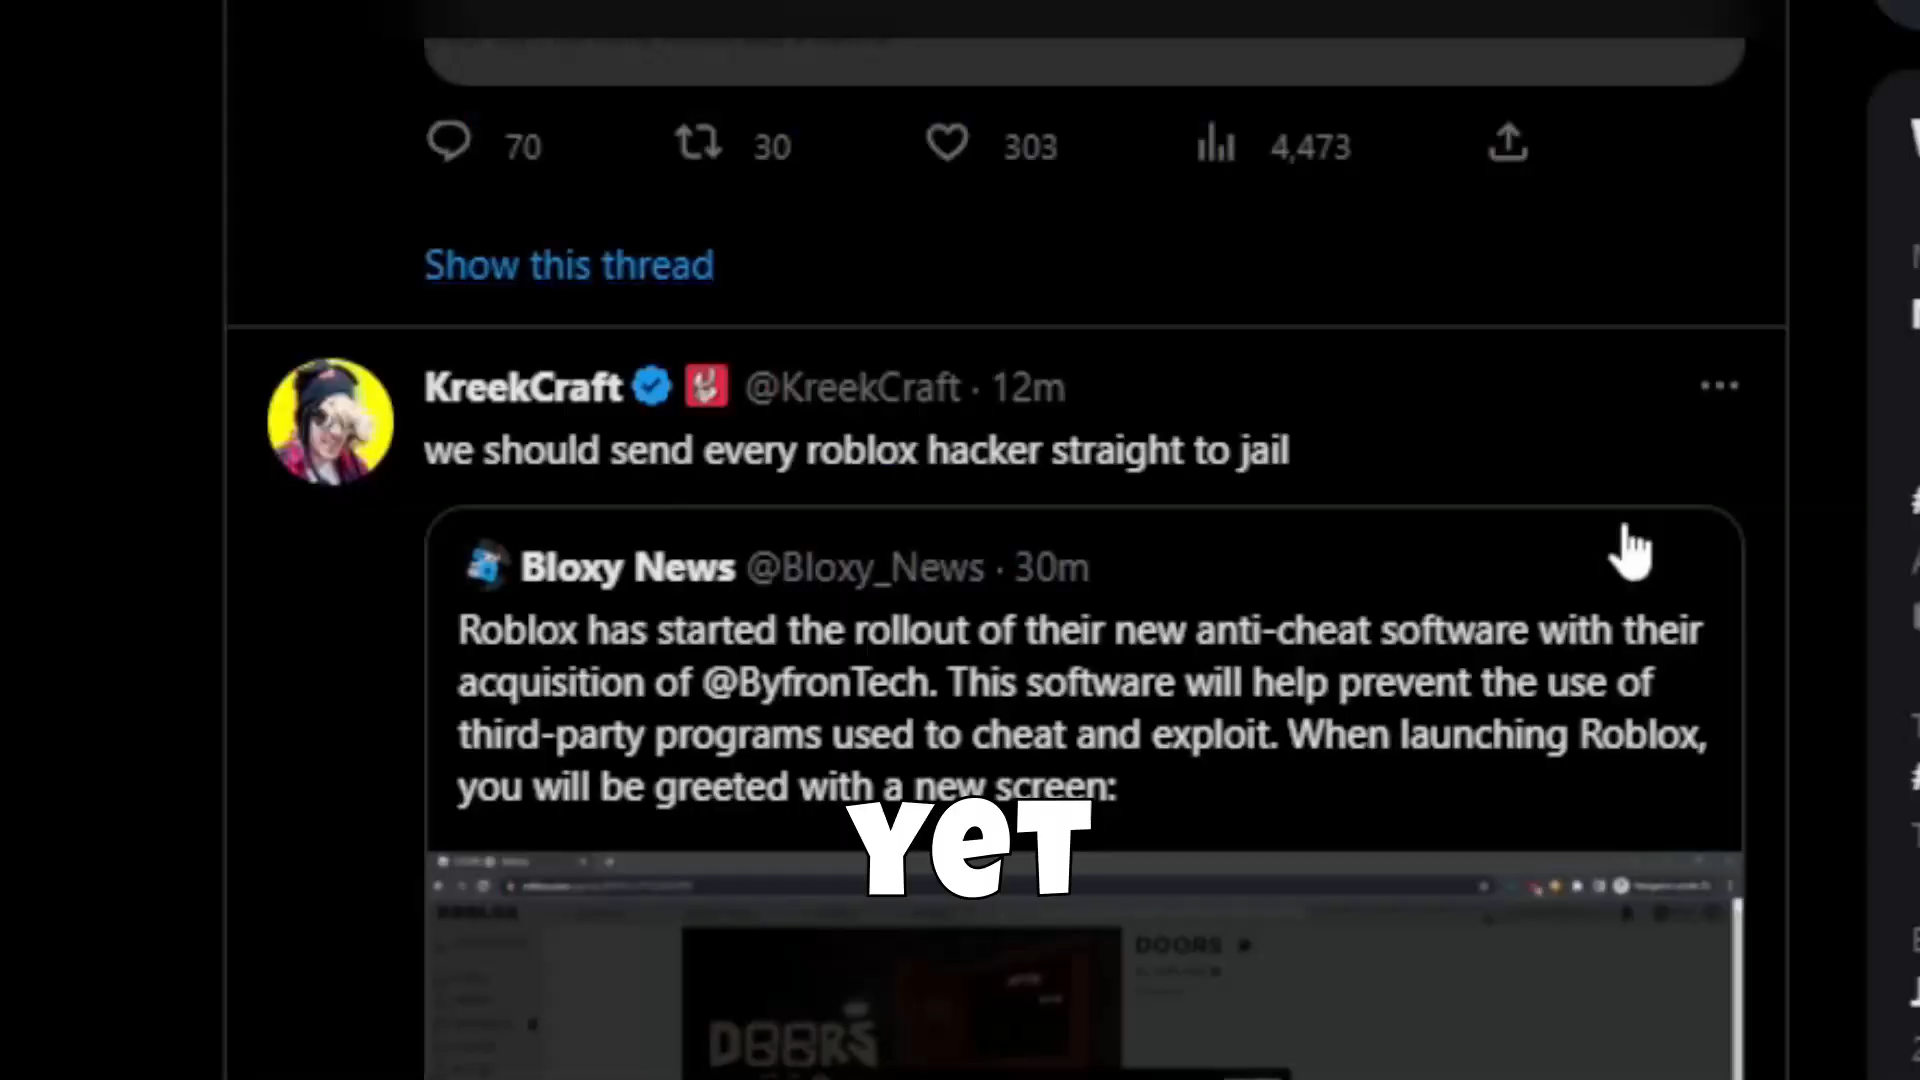 70 30 303 4,473
Show this thread
KreekCraft @KreekCraft · 12m
we should send every roblox hacker straight to jail
Bloxy News @Bloxy_News · 30m
Roblox has started the rollout of their new anti-cheat software with their
acquisition of @ByfronTech. This software will help prevent the use of
third-party programs used to cheat and exploit. When launching Roblox,
you will be greeted with a new screen:
YeT
DOORS
DOORS